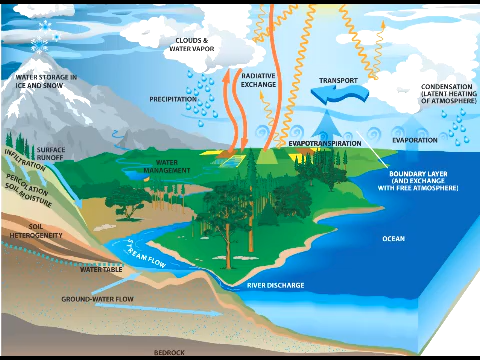 CLOUDS &
WATER VAPOR
WATER STORAGE IN
ICE AND SNOW
RADIATIVE
EXCHANGE
TRANSPORT
CONDENSATION
(LATENT HEATING
OF ATMOSPHERE)
PRECIPITATION
SURFACE
RUNOFF
EVAPOTRANSPIRATION
EVAPORATION
INFILTRATION
WATER
MANAGEMENT
BOUNDARY LAYER
(AND EXCHANGE
WITH FREE ATMOSPHERE)
PERCOLATION
SOIL MOISTURE
SOIL
HETEROGENEITY
OCEAN
STREAM FLOW
WATER TABLE
RIVER DISCHARGE
GROUND-WATER FLOW
BEDROCK